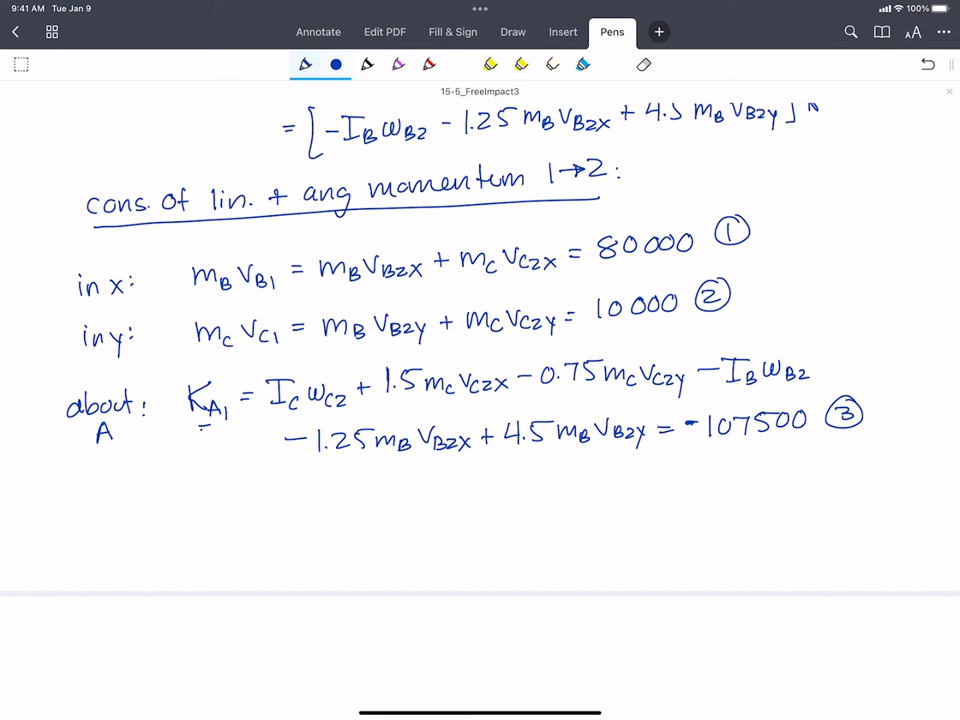 9:41 AM Tue Jan 9
100%
Annotate Edit PDF Fill & Sign Draw Insert Pens
15-5_FreeImpact3
= [-I_B ω_B2 - 1.25 m_B V_B2x + 4.5 m_B V_B2y]
cons. of lin. + ang momentum 1→2:
in x: m_B V_B1 = m_B V_B2x + m_C V_C2x = 80000 ①
in y: m_C V_C1 = m_B V_B2y + m_C V_C2y = 10000 ②
about A: K_A1 = I_C ω_C2 + 1.5 m_C V_C2x - 0.75 m_C V_C2y - I_B ω_B2
- 1.25 m_B V_B2x + 4.5 m_B V_B2y = -107500 ③